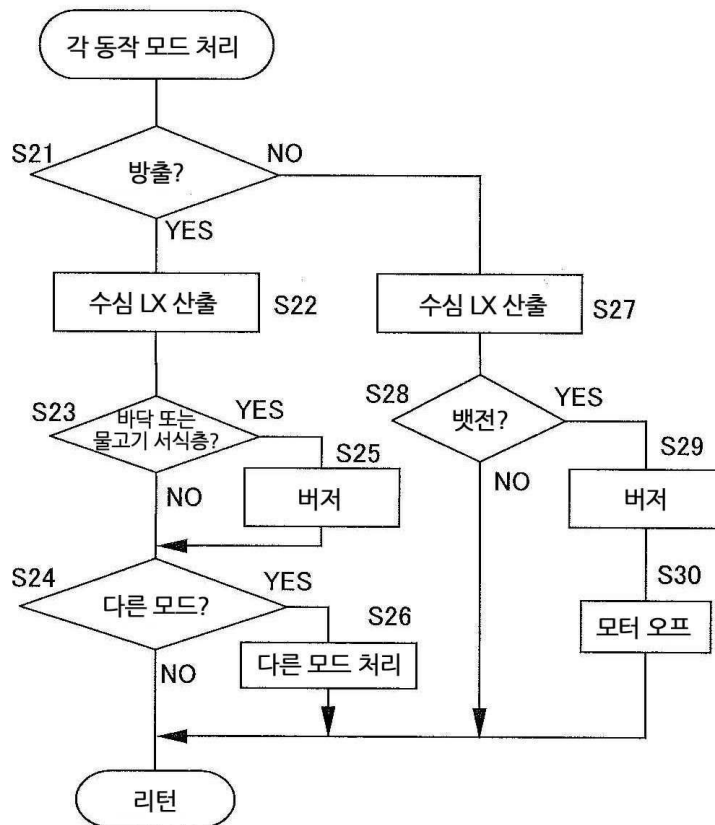 각 동작 모드 처리
S21
방출?
NO
YES
수심 LX 산출
S22
수심 LX 산출
S27
S23
바닥 또는
물고기 서식층?
YES
NO
S28
뱃전?
YES
NO
S25
버저
S29
버저
S24
다른 모드?
YES
NO
S26
다른 모드 처리
S30
모터 오프
리턴